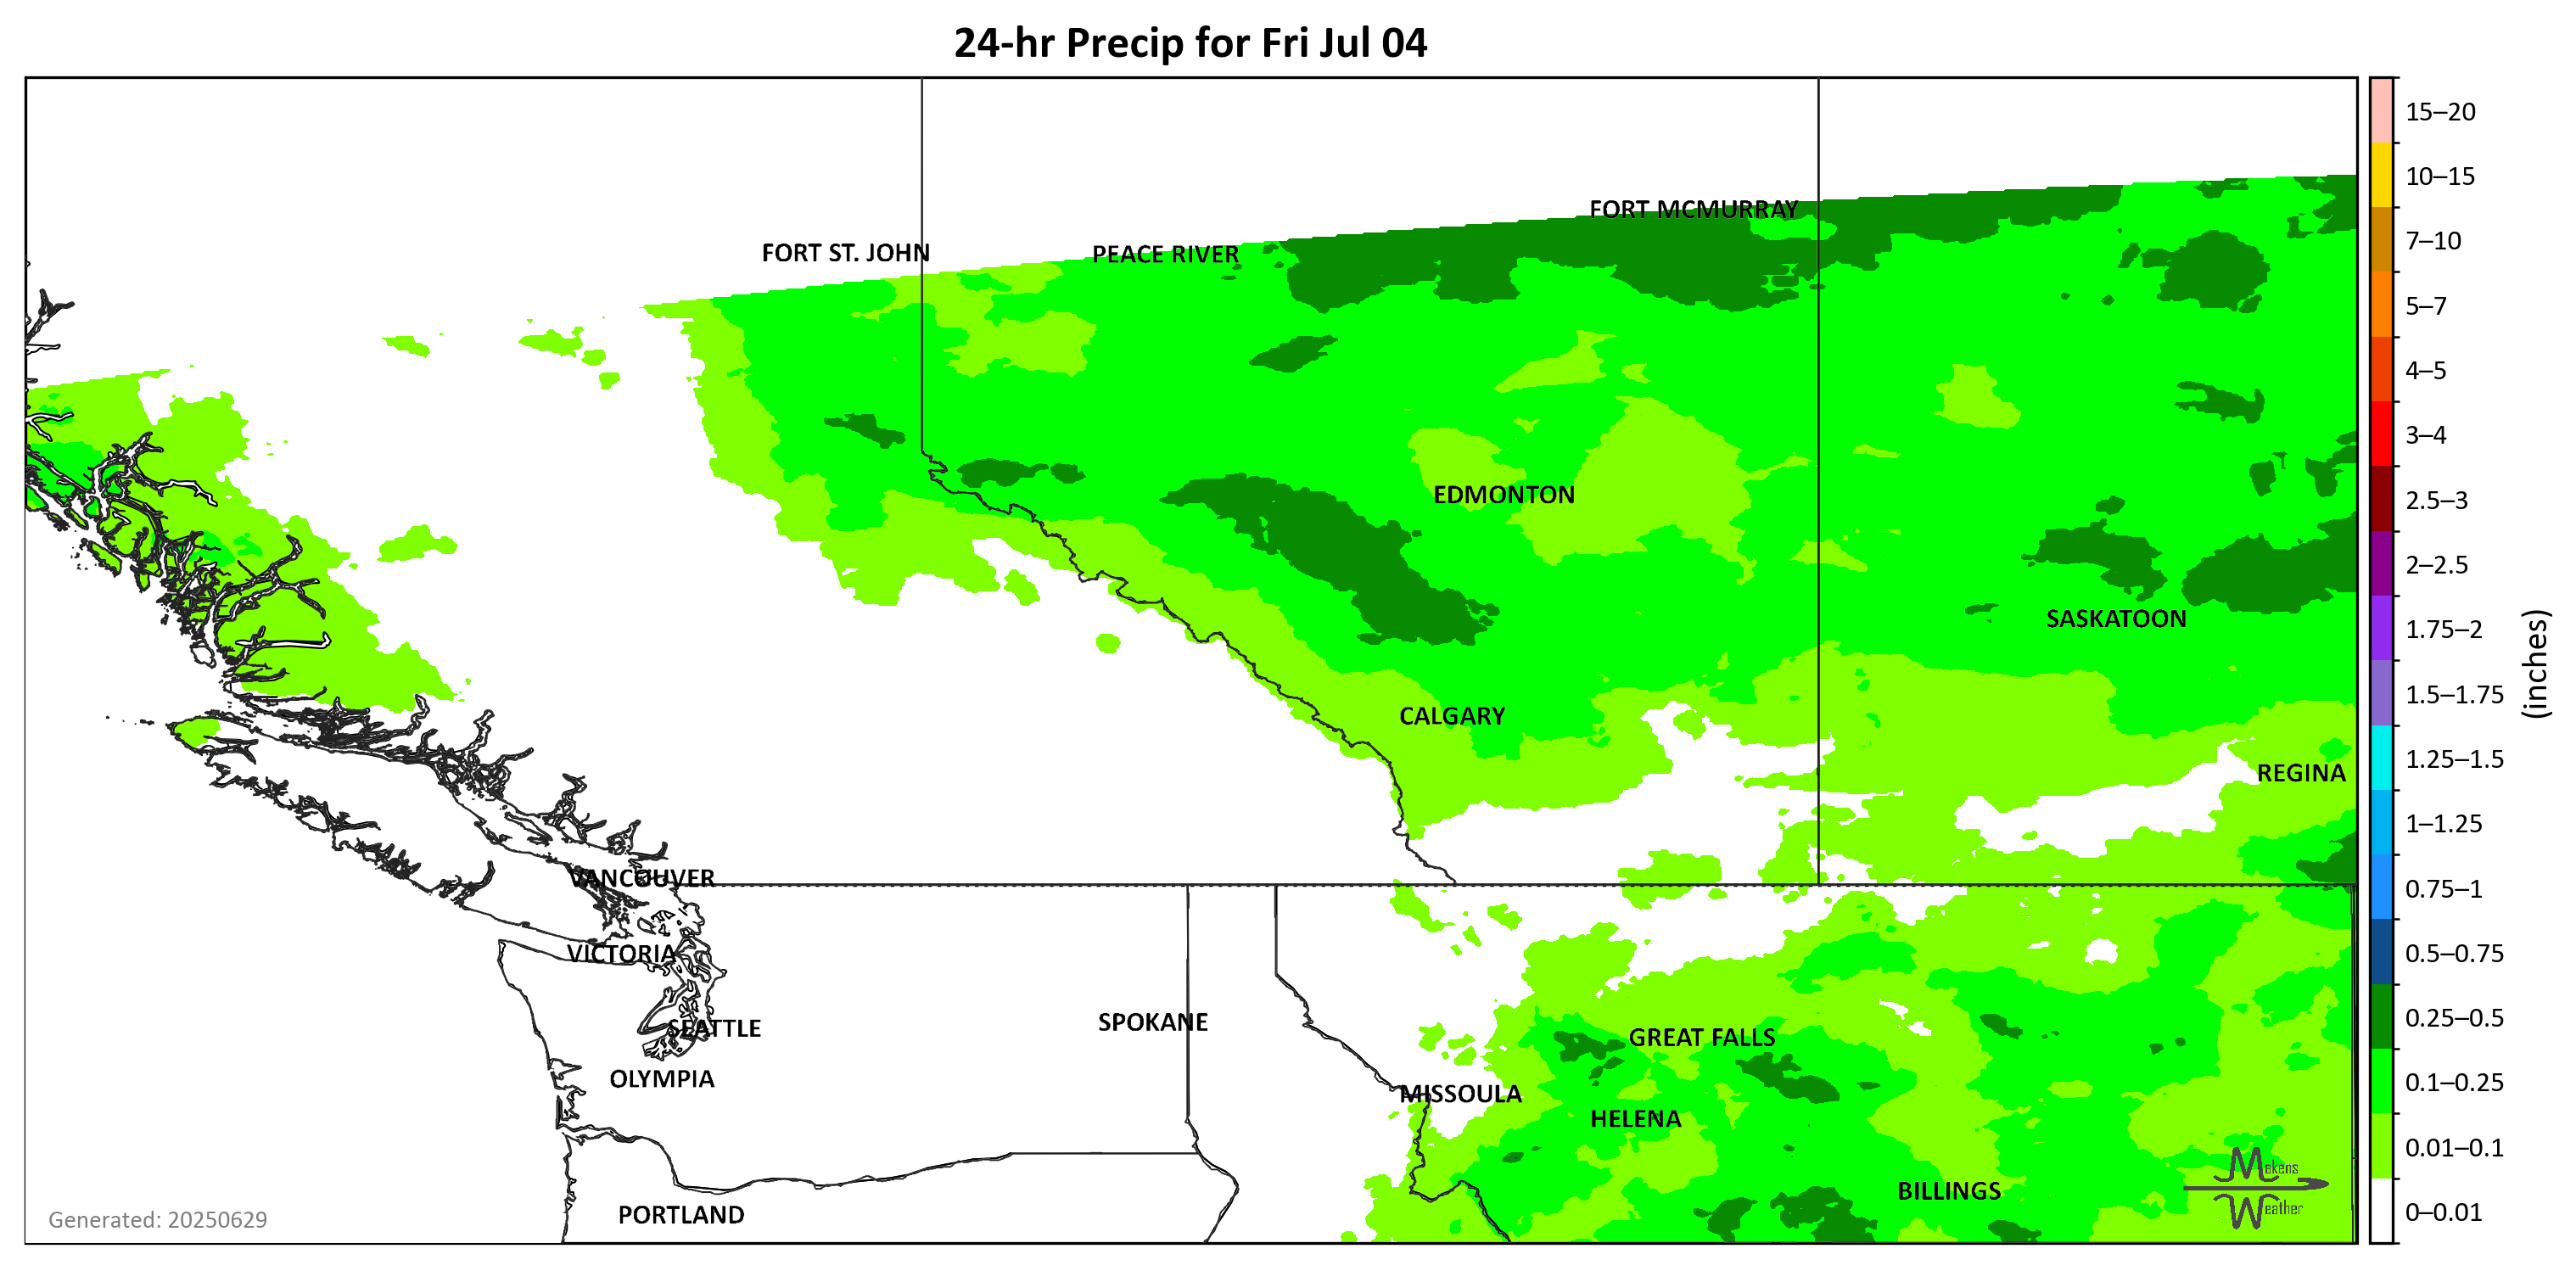 24-hr Precip for Fri Jul 04
15–20
10–15
7–10
5–7
4–5
3–4
2.5–3
2–2.5
1.75–2
1.5–1.75
1.25–1.5
1–1.25
0.75–1
0.5–0.75
0.25–0.5
0.1–0.25
0.01–0.1
0–0.01
(inches)
FORT MCMURRAY
FORT ST. JOHN
PEACE RIVER
EDMONTON
SASKATOON
CALGARY
REGINA
VANCOUVER
VICTORIA
SPOKANE
SEATTLE
GREAT FALLS
OLYMPIA
MISSOULA
HELENA
BILLINGS
PORTLAND
Mekens
Weather
Generated: 20250629